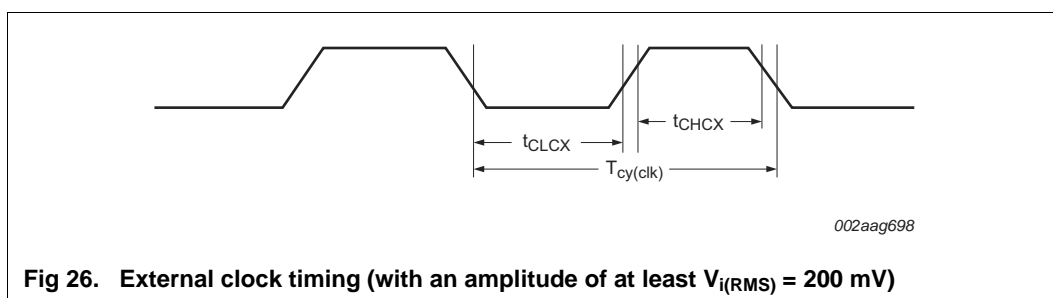 tCHCX
tCLCX
Tcy(clk)
002aag698
Fig 26. External clock timing (with an amplitude of at least Vi(RMS) = 200 mV)